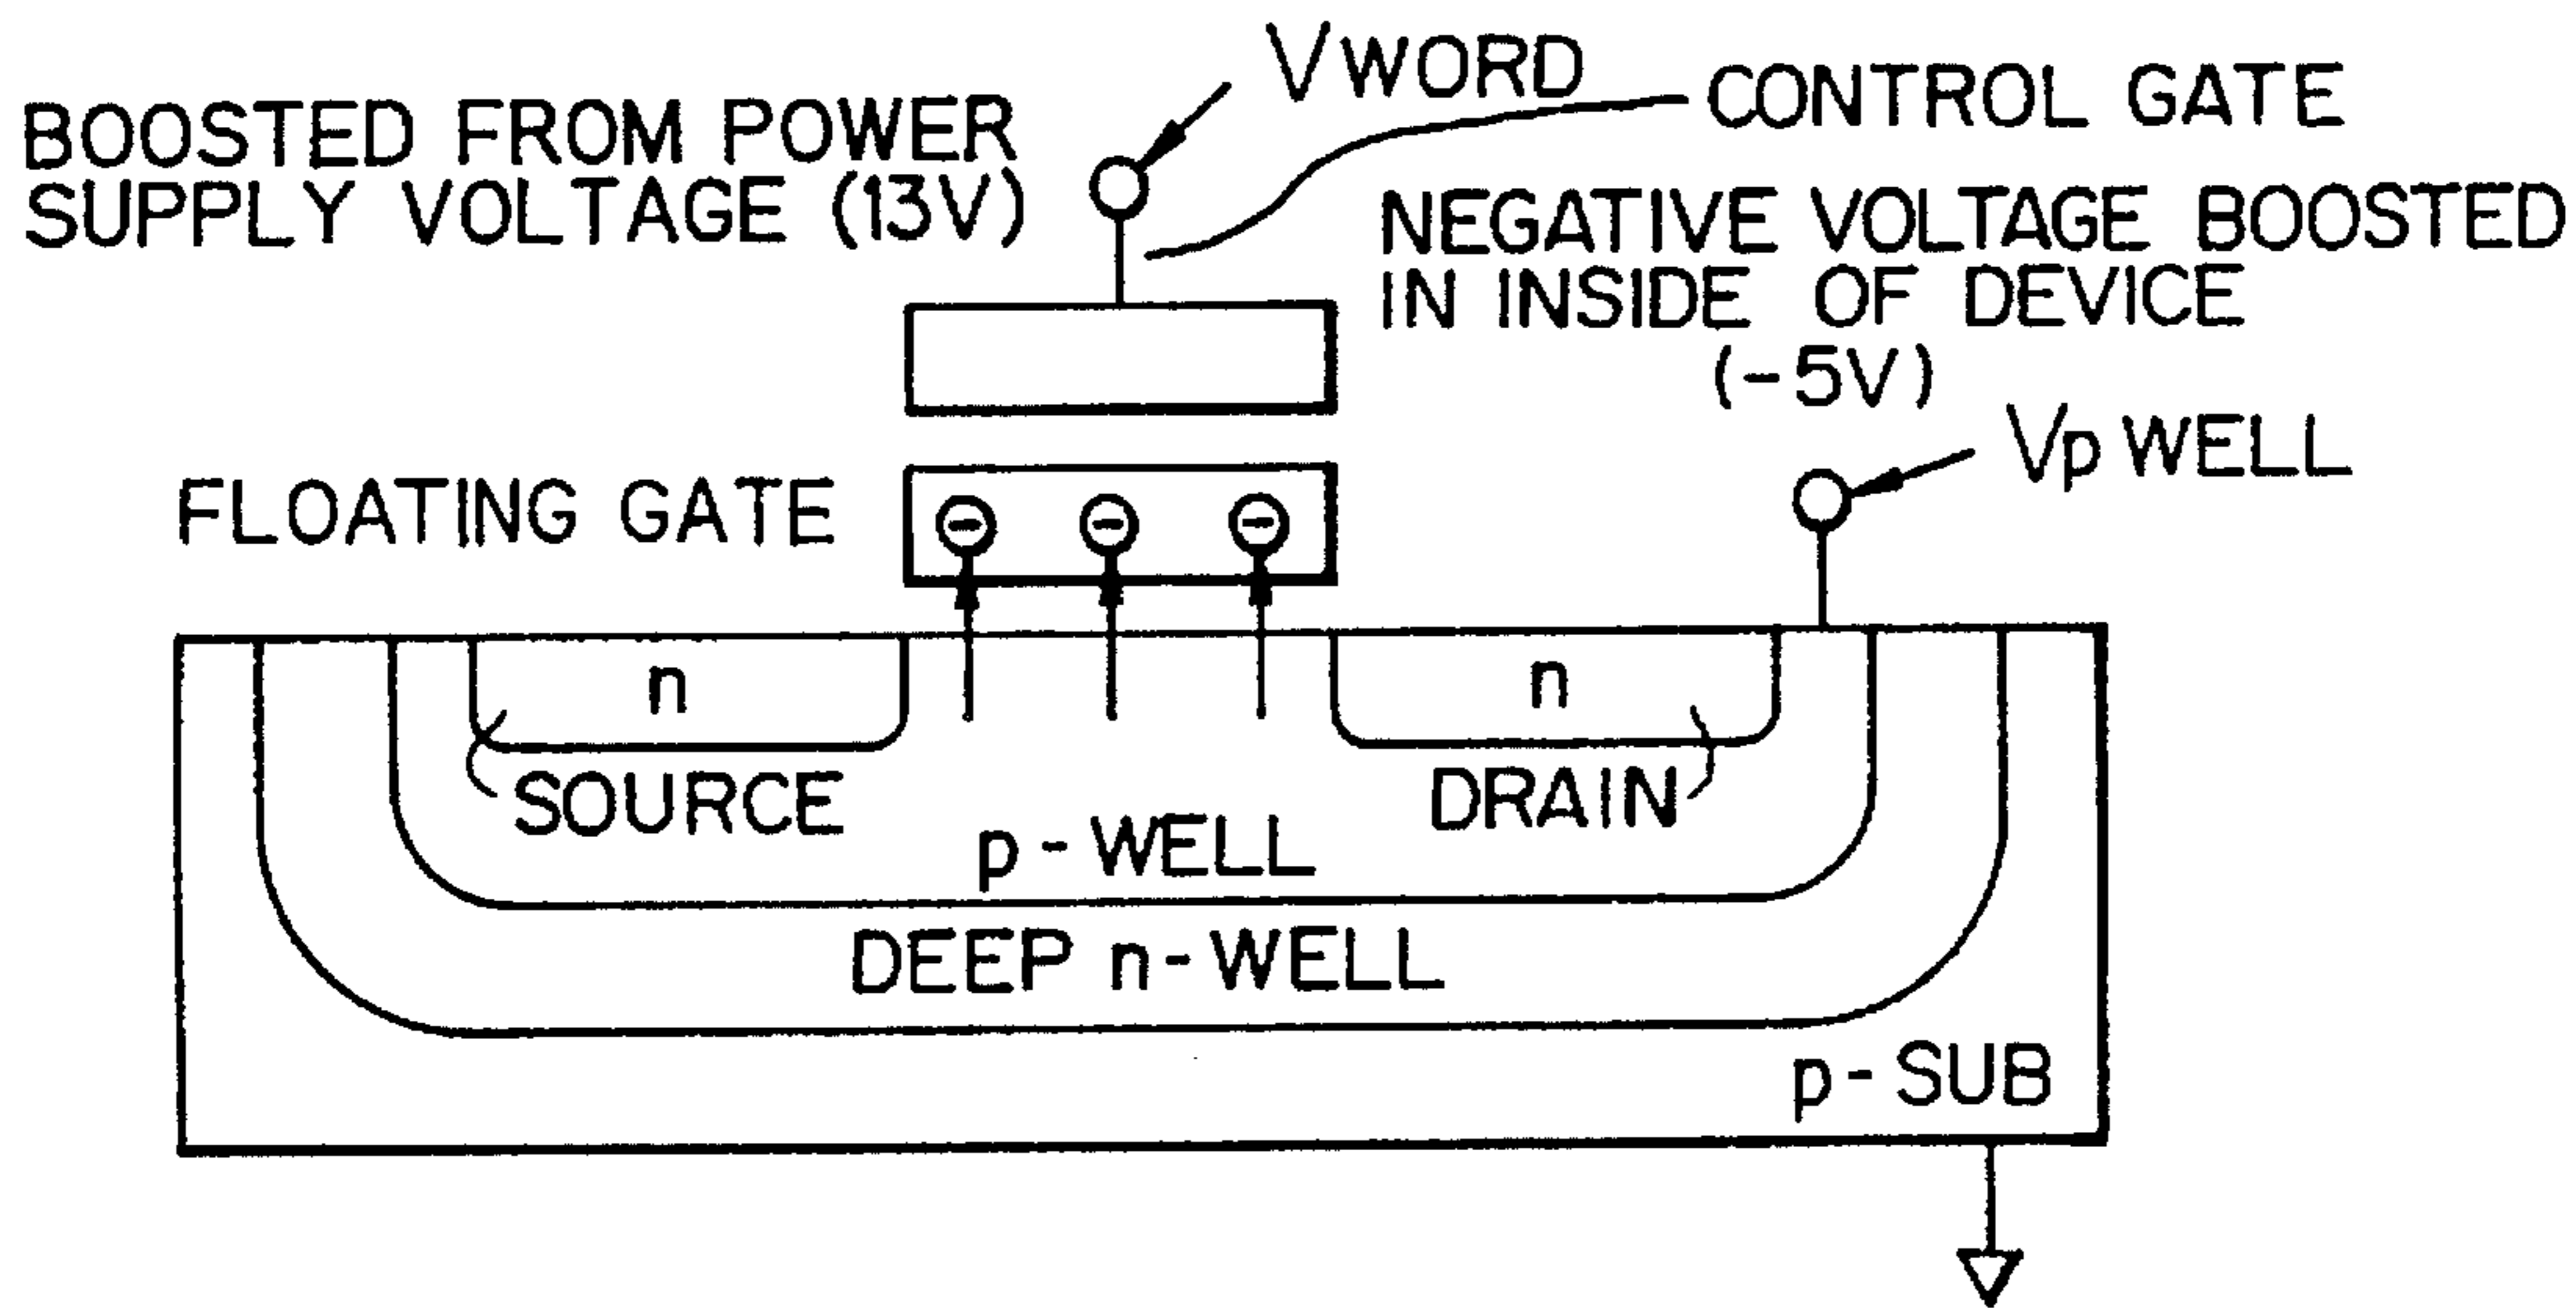 BOOSTED FROM POWER
SUPPLY VOLTAGE (13V)
VWORD
CONTROL GATE
NEGATIVE VOLTAGE BOOSTED
IN INSIDE OF DEVICE
(-5V)
Vp WELL
FLOATING GATE
n
n
SOURCE
DRAIN
p-WELL
DEEP n-WELL
p-SUB